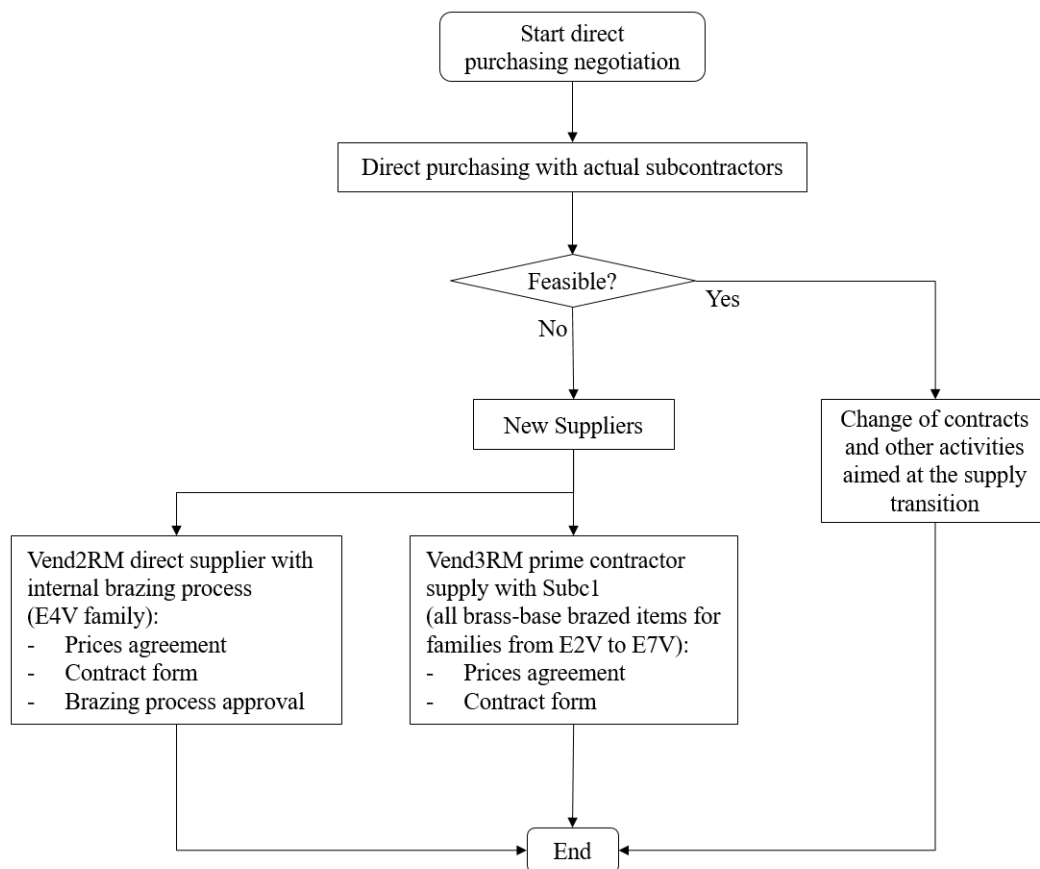 Start direct
purchasing negotiation
Direct purchasing with actual subcontractors
Feasible?
Yes
No
New Suppliers
Change of contracts
and other activities
aimed at the supply
transition
Vend2RM direct supplier with
internal brazing process
(E4V family):
- Prices agreement
- Contract form
- Brazing process approval
Vend3RM prime contractor
supply with Subc1
(all brass-base brazed items for
families from E2V to E7V):
- Prices agreement
- Contract form
End